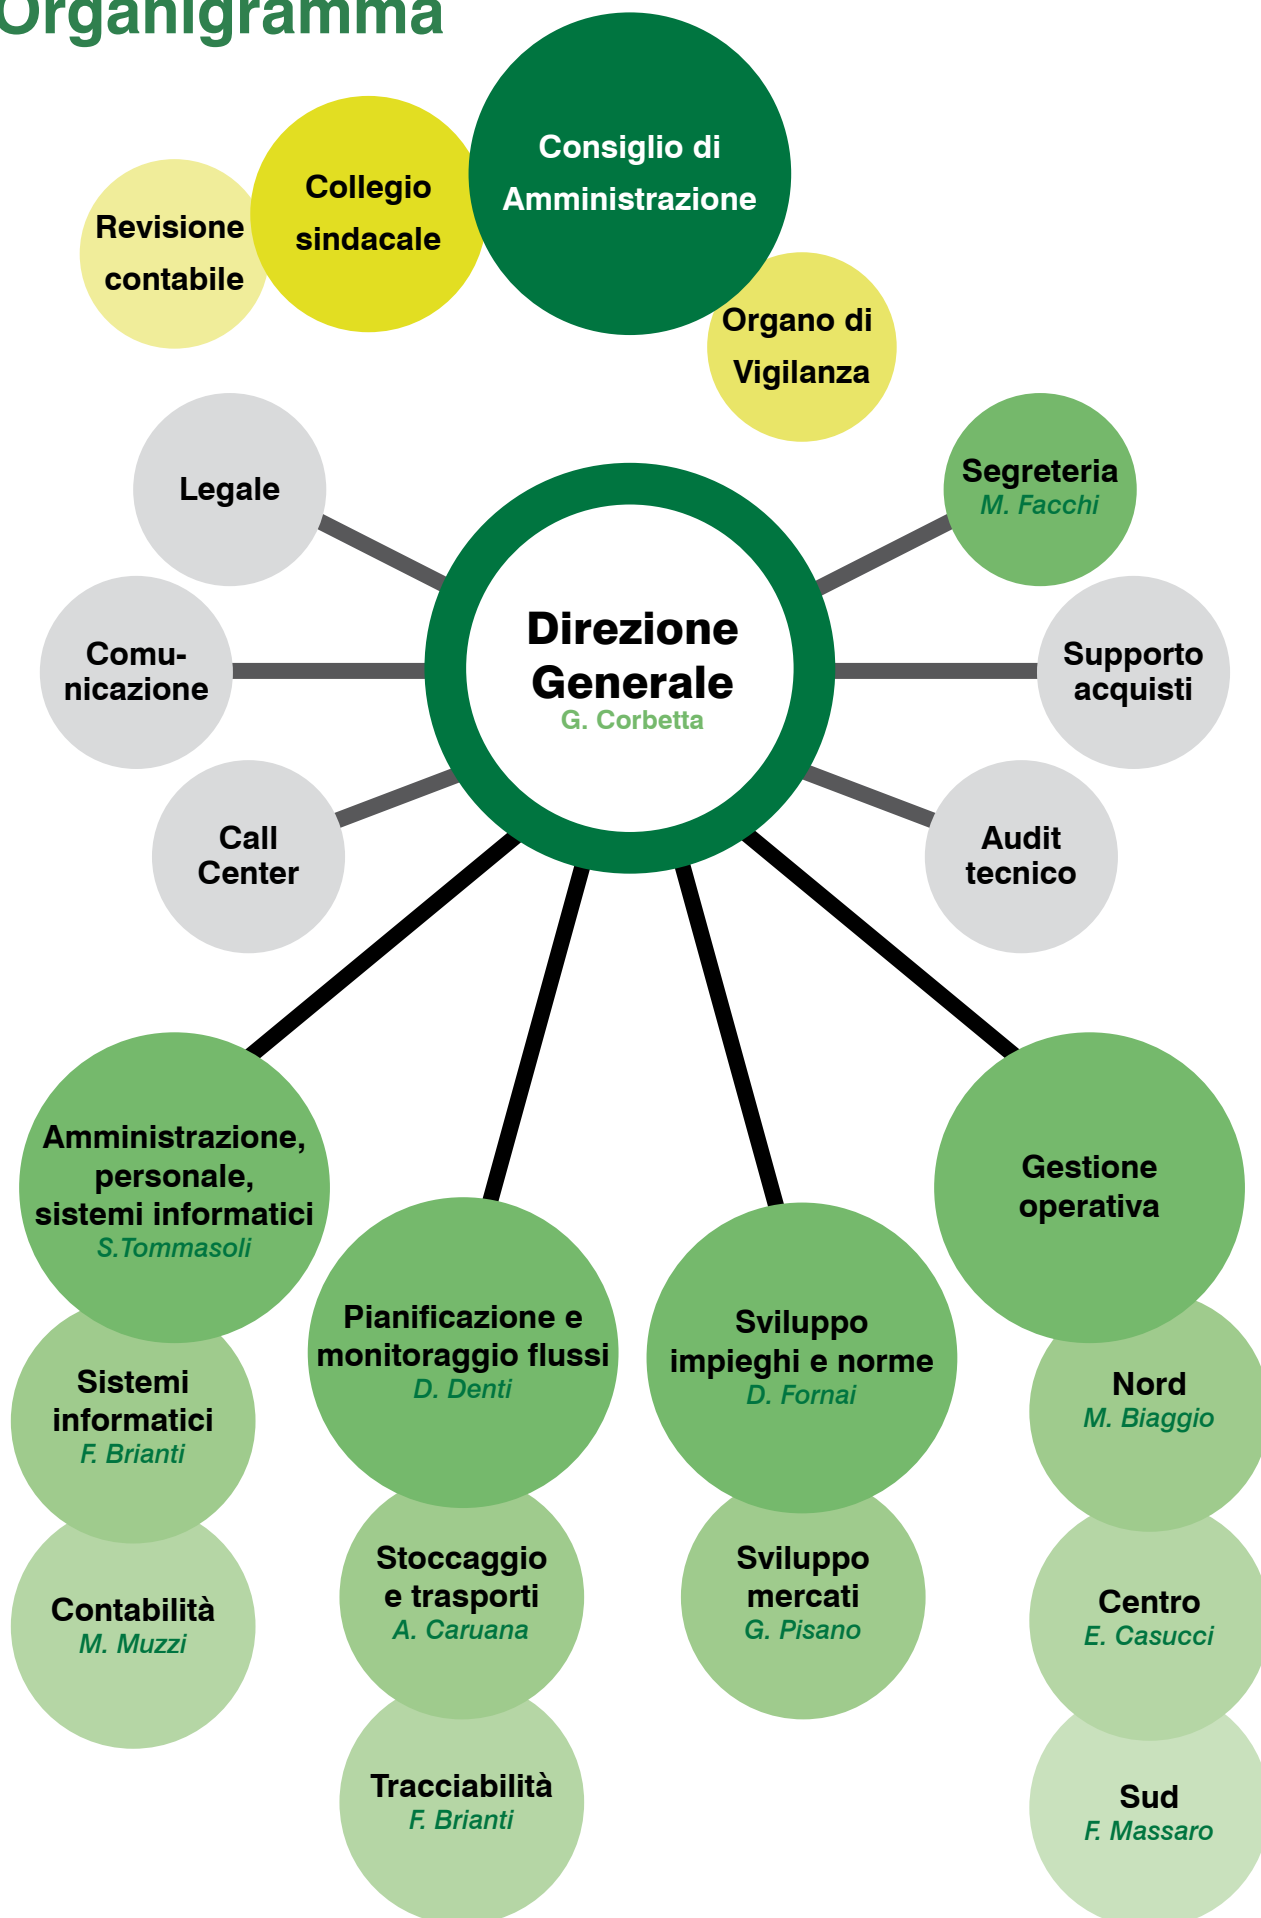 Organigramma
Consiglio di
Amministrazione
Collegio
sindacale
Revisione
contabile
Organo di
Vigilanza
Legale
Segreteria
M. Facchi
Comu-
nicazione
Direzione
Generale
G. Corbetta
Supporto
acquisti
Call
Center
Audit
tecnico
Amministrazione,
personale,
sistemi informatici
S.Tommasoli
Sistemi
informatici
F. Brianti
Contabilità
M. Muzzi
Pianificazione e
monitoraggio flussi
D. Denti
Stoccaggio
e trasporti
A. Caruana
Tracciabilità
F. Brianti
Sviluppo
impieghi e norme
D. Fornai
Sviluppo
mercati
G. Pisano
Gestione
operativa
Nord
M. Biaggio
Centro
E. Casucci
Sud
F. Massaro